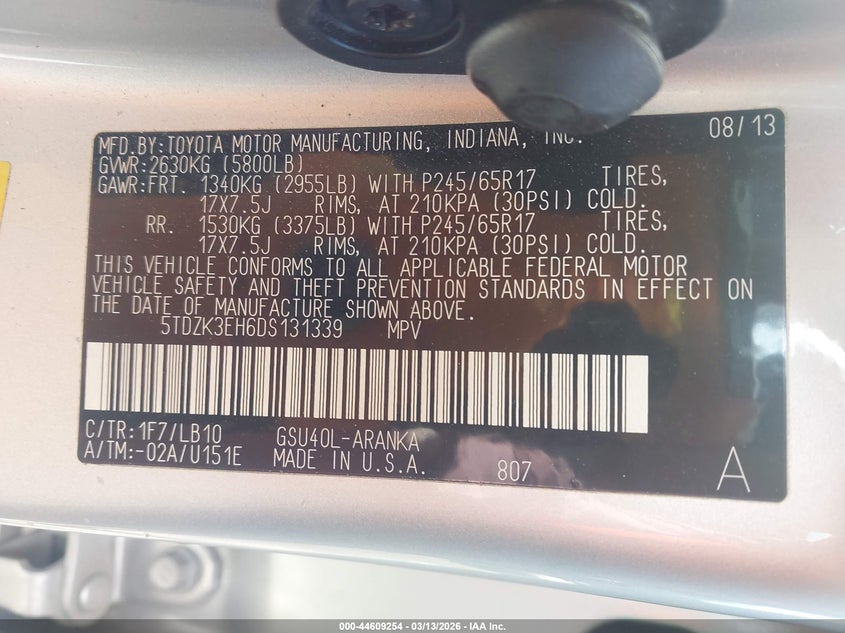 MFD.BY:TOYOTA MOTOR MANUFACTURING, INDIANA, INC. 08/13
GVWR:2630KG (5800LB)
GAWR:FRT. 1340KG (2955LB) WITH P245/65R17 TIRES,
17X7.5J RIMS, AT 210KPA (30PSI) COLD.
RR. 1530KG (3375LB) WITH P245/65R17 TIRES,
17X7.5J RIMS, AT 210KPA (30PSI) COLD.
THIS VEHICLE CONFORMS TO ALL APPLICABLE FEDERAL MOTOR
VEHICLE SAFETY AND THEFT PREVENTION STANDARDS IN EFFECT ON
THE DATE OF MANUFACTURE SHOWN ABOVE.
5TDZK3EH6DS131339 MPV
C/TR:1F7/LB10 GSU40L-ARANKA
A/TM:-02A/U151E MADE IN U.S.A. 807 A
000-44609254 | 03/13/2026 | IAA Inc.